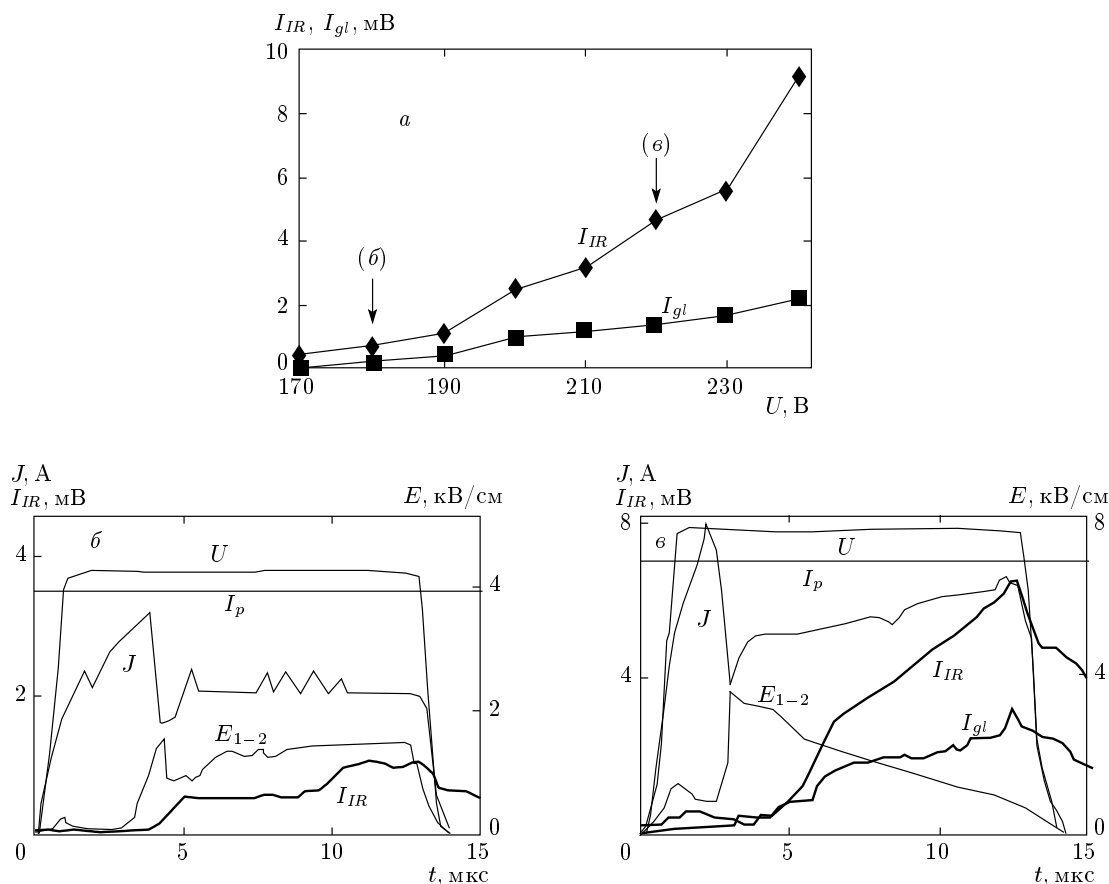 I_IR, I_gl, мВ
10
а
8
(в)
6
4
I_IR
(б)
2
I_gl
0
170 190 210 230
U, В
J, А
I_IR, мВ E, кВ/см
б
4
U
4
I_p
J
2
2
E_1−2
I_IR
0
0 5 10 15
t, мкс
J, А
I_IR, мВ E, кВ/см
8 8
в
U
I_p
J
4 4
I_IR
E_1−2
I_gl
0
0 5 10 15
t, мкс